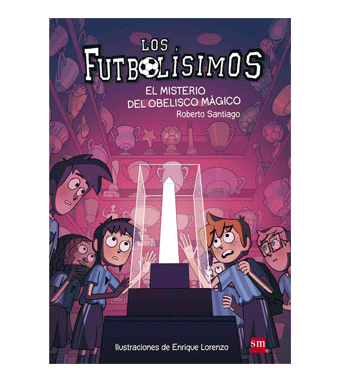 LOS
FUTBOLÍSIMOS
EL MISTERIO
DEL OBELISCO MÁGICO
Roberto Santiago
Ilustraciones de Enrique Lorenzo
sm